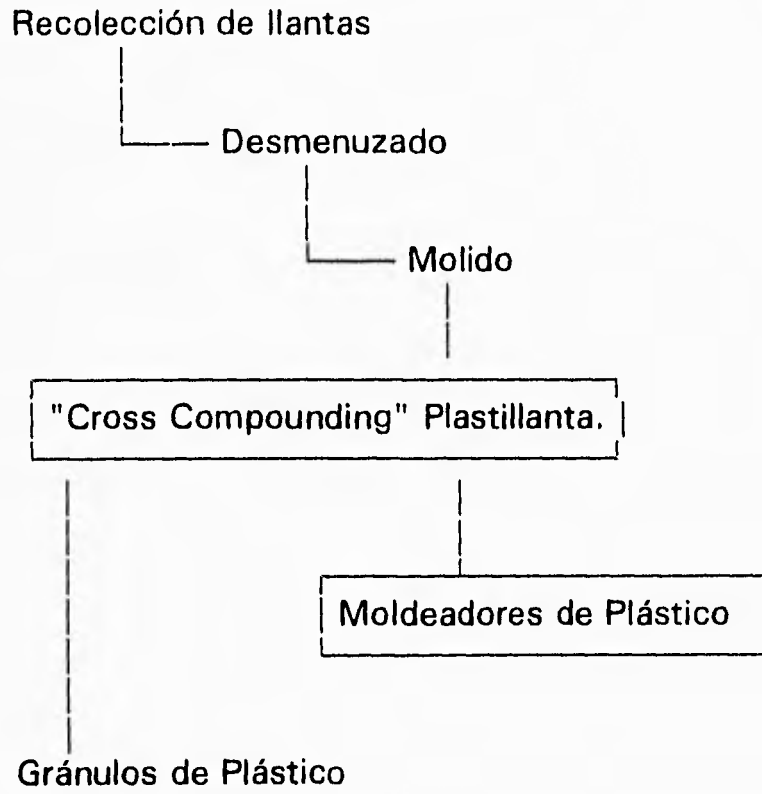 Recolección de llantas
Desmenuzado
Molido
"Cross Compounding" Plastillanta.
Moldeadores de Plástico
Gránulos de Plástico